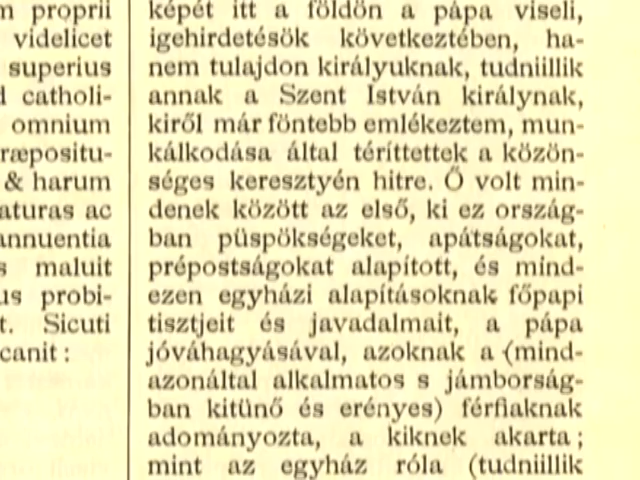 m proprii
videlicet
superius
catholi-
omnium
ræpositu-
& harum
aturas ac
annuentia
s maluit
us probi-
t. Sicuti
canit :
képét itt a földön a pápa viseli,
igehirdetésök következtében, ha-
nem tulajdon királyuknak, tudniillik
annak a Szent István királynak,
kiről már föntebb emlékeztem, mun-
kálkodása által téríttettek a közön-
séges keresztyén hitre. Ő volt min-
denek között az első, ki ez ország-
ban püspökségeket, apátságokat,
prépostságokat alapított, és mind-
ezen egyházi alapításoknak főpapi
tisztjeit és javadalmait, a pápa
jóváhagyásával, azoknak a (mind-
azonáltal alkalmatos s jámborság-
ban kitünő és erényes) férfiaknak
adományozta, a kiknek akarta ;
mint az egyház róla (tudniillik